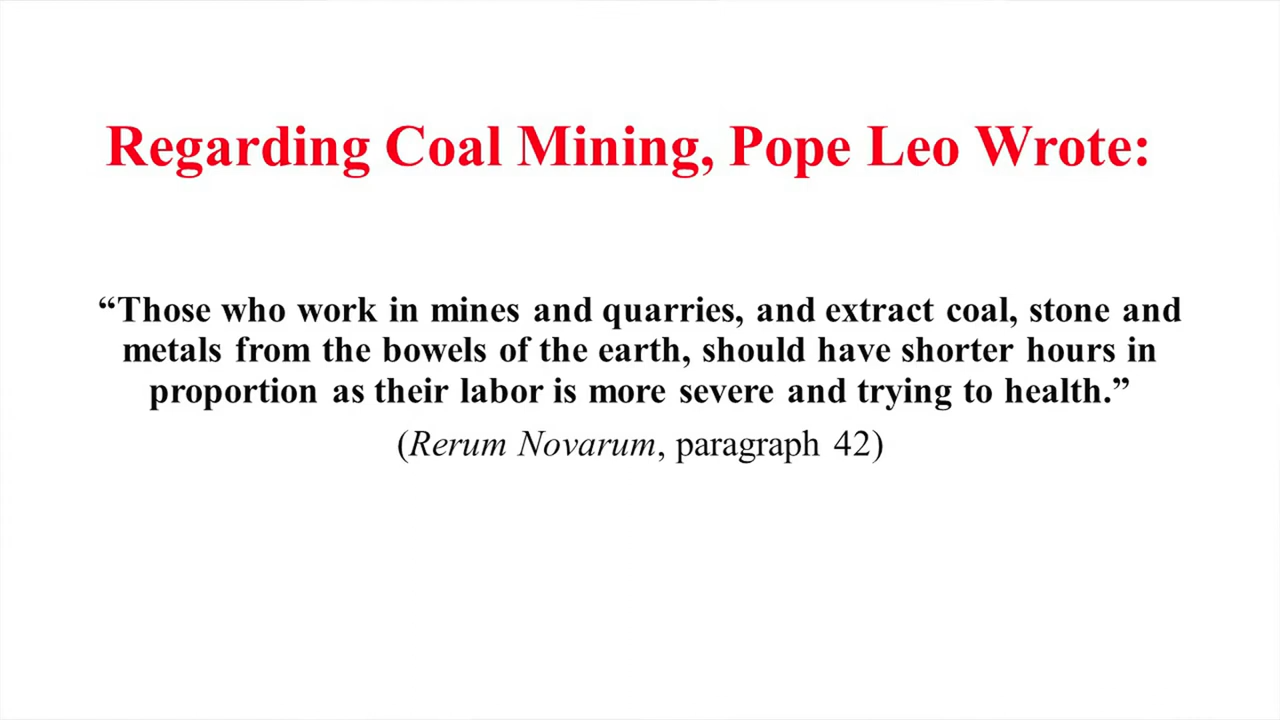 Regarding Coal Mining, Pope Leo Wrote:
“Those who work in mines and quarries, and extract coal, stone and
metals from the bowels of the earth, should have shorter hours in
proportion as their labor is more severe and trying to health.”
(Rerum Novarum, paragraph 42)